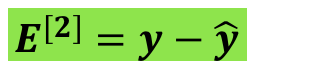 E[2] = y − ŷ